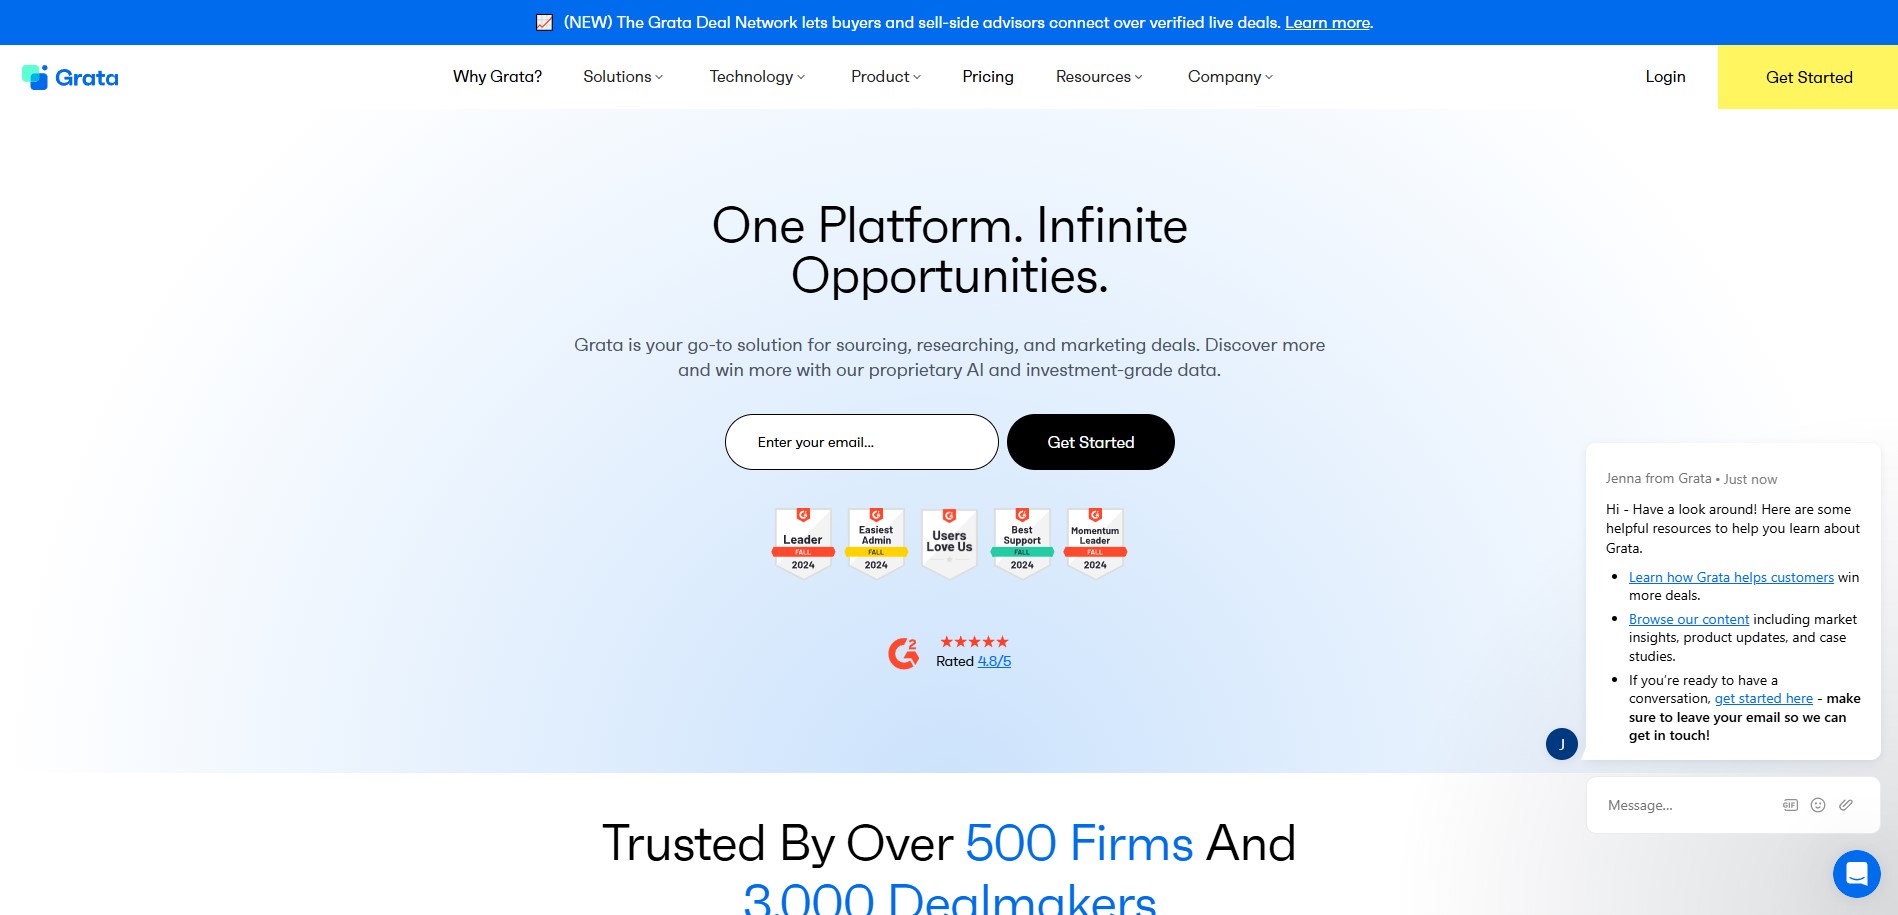 (NEW) The Grata Deal Network lets buyers and sell-side advisors connect over verified live deals. Learn more.
Grata
Why Grata?
Solutions
Technology
Product
Pricing
Resources
Company
Login
Get Started
One Platform. Infinite
Opportunities.
Grata is your go-to solution for sourcing, researching, and marketing deals. Discover more
and win more with our proprietary AI and investment-grade data.
Enter your email...
Get Started
Leader
FALL
2024
Easiest
Admin
FALL
2024
Users
Love Us
Best
Support
FALL
2024
Momentum
Leader
FALL
2024
G2
Rated 4.8/5
Trusted By Over 500 Firms And
3,000 Dealmakers
Jenna from Grata • Just now
Hi - Have a look around! Here are some
helpful resources to help you learn about
Grata.
• Learn how Grata helps customers win
more deals.
• Browse our content including market
insights, product updates, and case
studies.
• If you're ready to have a
conversation, get started here - make
sure to leave your email so we can
get in touch!
J
Message...
GIF